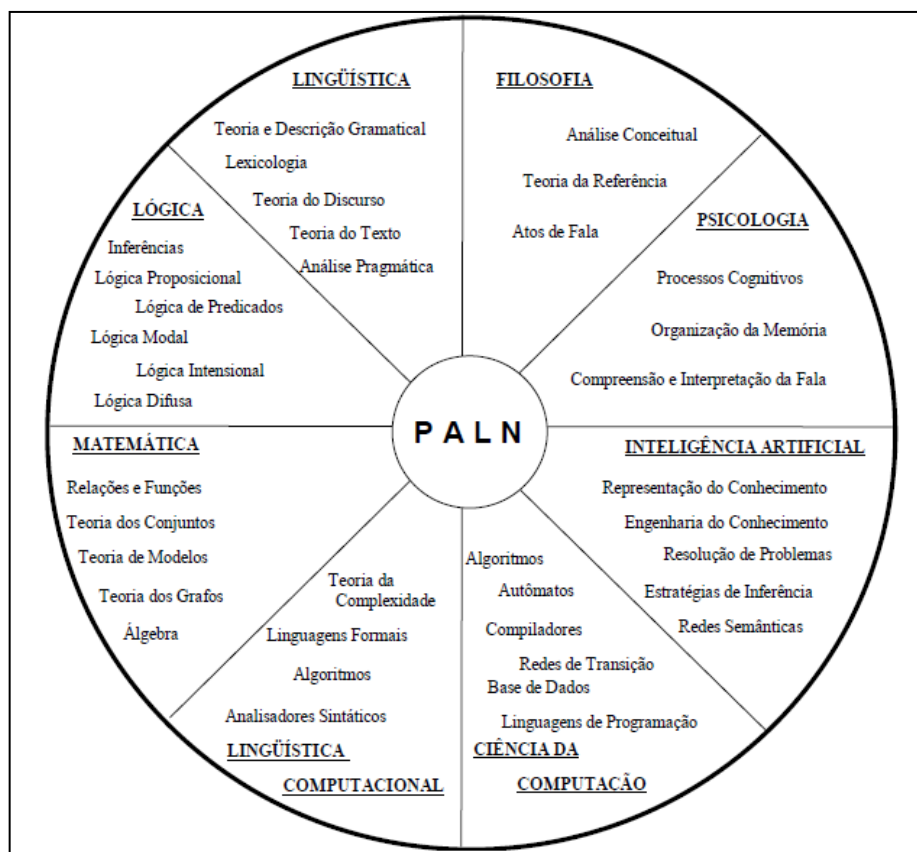 LINGÜÍSTICA
Teoria e Descrição Gramatical
Lexicologia
Teoria do Discurso
Teoria do Texto
Análise Pragmática
FILOSOFIA
Análise Conceitual
Teoria da Referência
Atos de Fala
PSICOLOGIA
Processos Cognitivos
Organização da Memória
Compreensão e Interpretação da Fala
LÓGICA
Inferências
Lógica Proposicional
Lógica de Predicados
Lógica Modal
Lógica Intensional
Lógica Difusa
PALN
MATEMÁTICA
Relações e Funções
Teoria dos Conjuntos
Teoria de Modelos
Teoria dos Grafos
Álgebra
INTELIGÊNCIA ARTIFICIAL
Representação do Conhecimento
Engenharia do Conhecimento
Resolução de Problemas
Estratégias de Inferência
Redes Semânticas
Teoria da
Complexidade
Linguagens Formais
Algoritmos
Analisadores Sintáticos
LINGÜÍSTICA
COMPUTACIONAL
Algoritmos
Autômatos
Compiladores
Redes de Transição
Base de Dados
Linguagens de Programação
CIÊNCIA DA
COMPUTAÇÃO